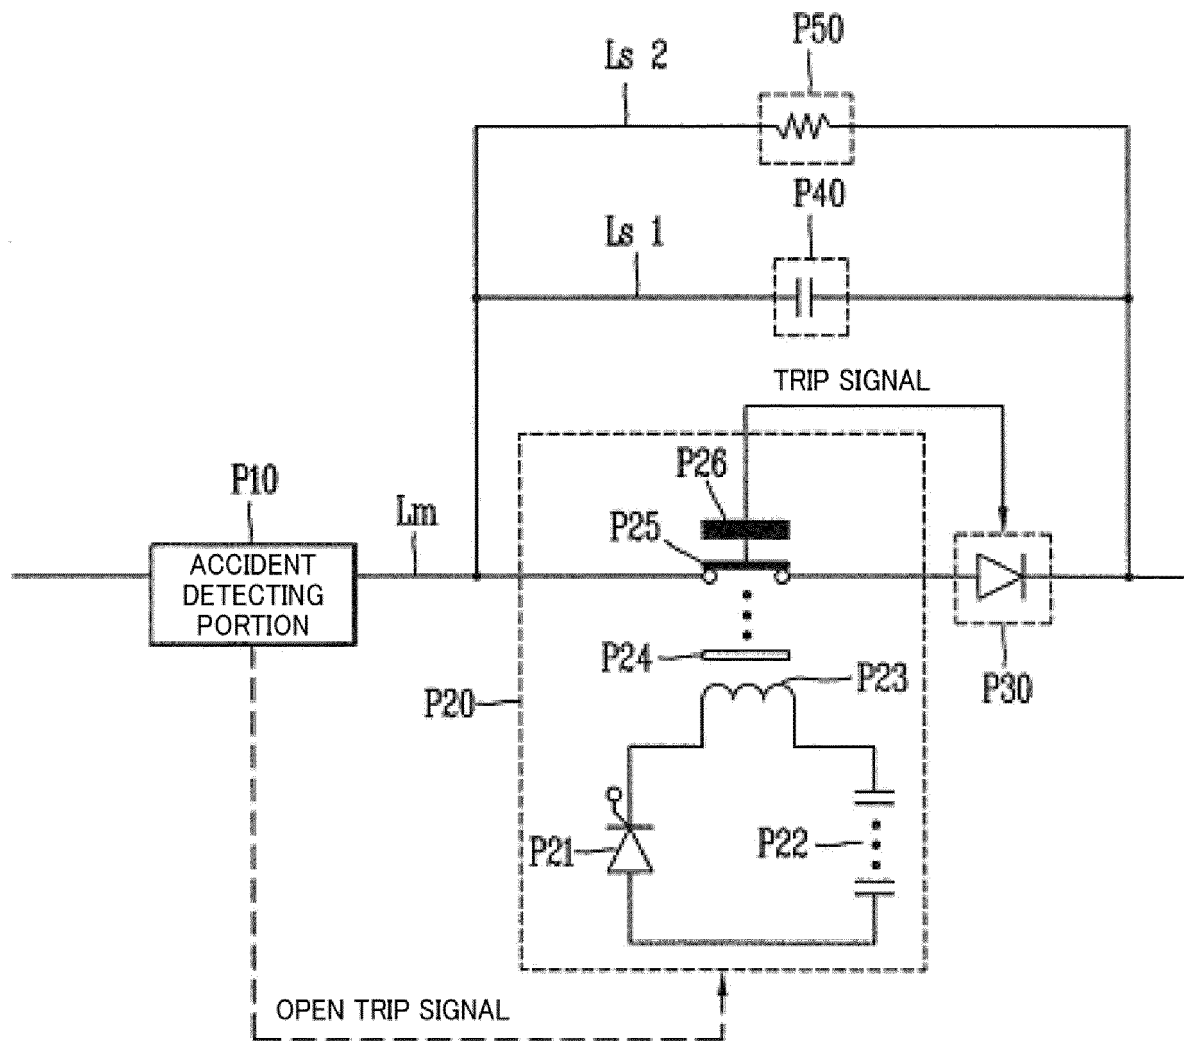 P50
Ls 2
P40
Ls 1
TRIP SIGNAL
P26
P10
Lm
P25
ACCIDENT
DETECTING
PORTION
P24
P23
P20
P30
P21
P22
OPEN TRIP SIGNAL